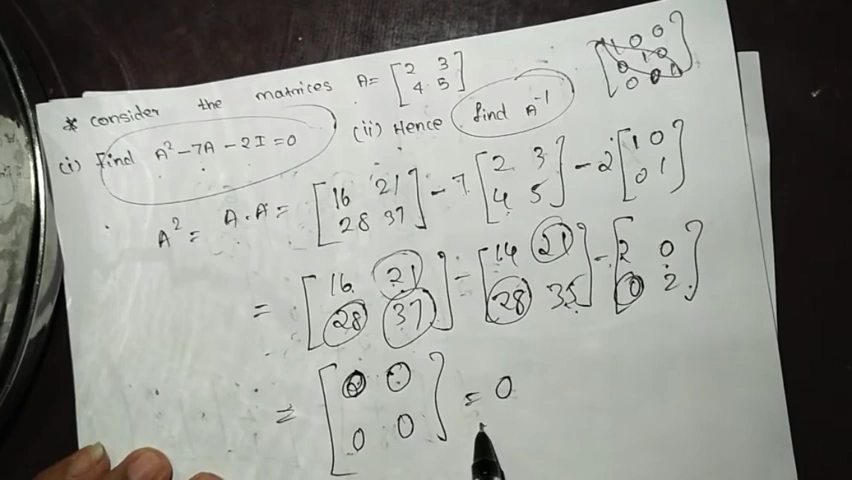 * consider the matrices A= [2 3
4 5]
(i) Find A² - 7A - 2I = 0 (ii) Hence find A⁻¹
A² = A . A = [16 21
28 37] - 7 [2 3
4 5] - 2 [1 0
0 1]
= [16 21
28 37] - [14 21
28 35] - [2 0
0 2]
= [0 0
0 0] = 0